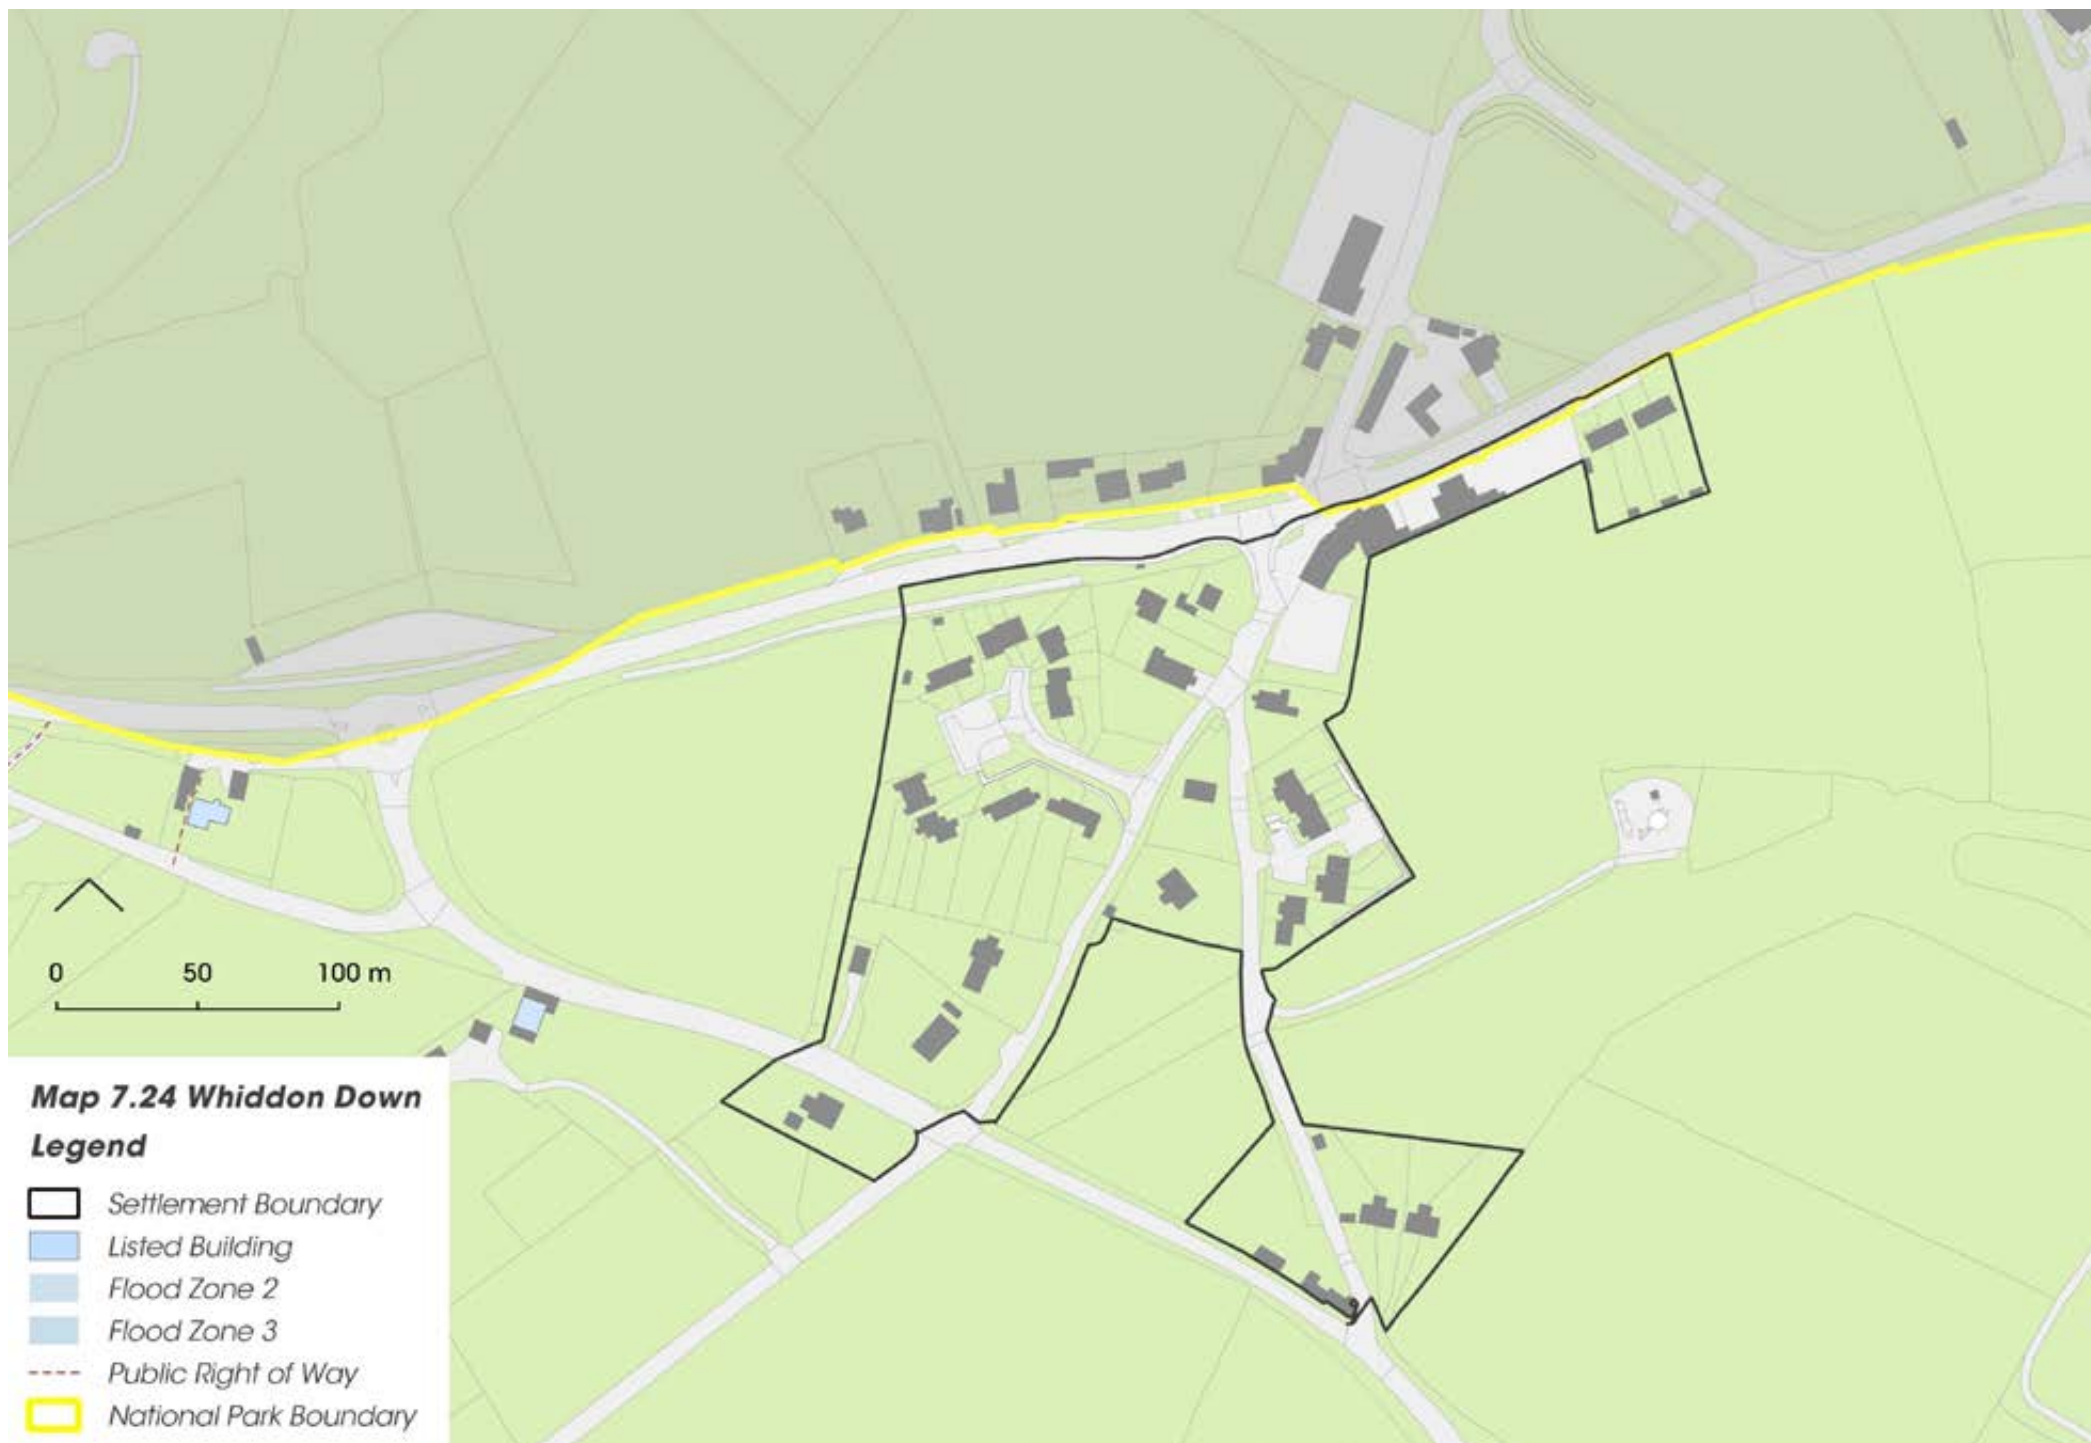 0 50 100 m
Map 7.24 Whiddon Down
Legend
Settlement Boundary
Listed Building
Flood Zone 2
Flood Zone 3
Public Right of Way
National Park Boundary